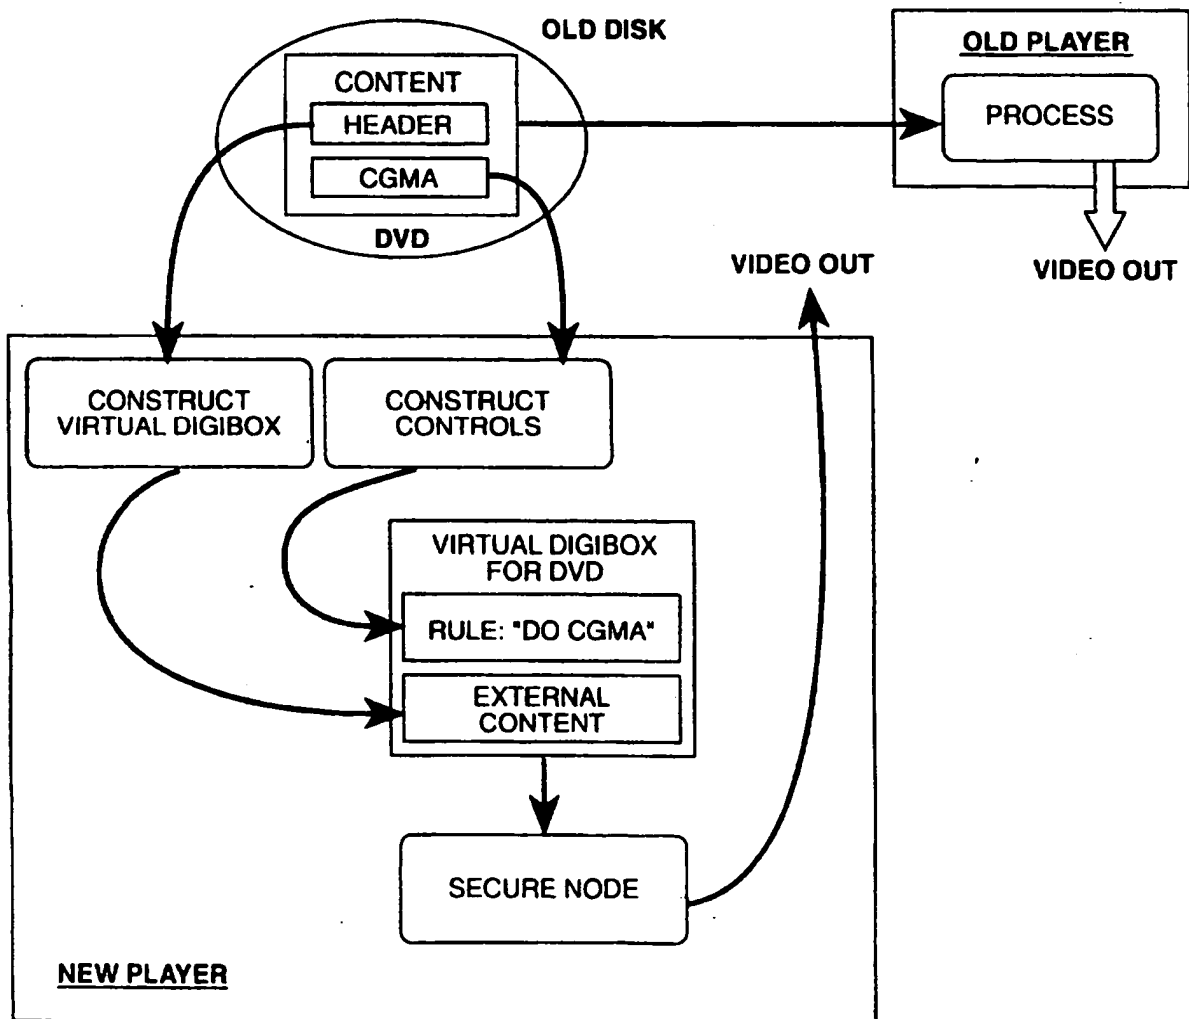 OLD DISK
CONTENT
HEADER
CGMA
DVD
OLD PLAYER
PROCESS
VIDEO OUT
VIDEO OUT
CONSTRUCT
VIRTUAL DIGIBOX
CONSTRUCT
CONTROLS
VIRTUAL DIGIBOX
FOR DVD
RULE: "DO CGMA"
EXTERNAL
CONTENT
SECURE NODE
NEW PLAYER